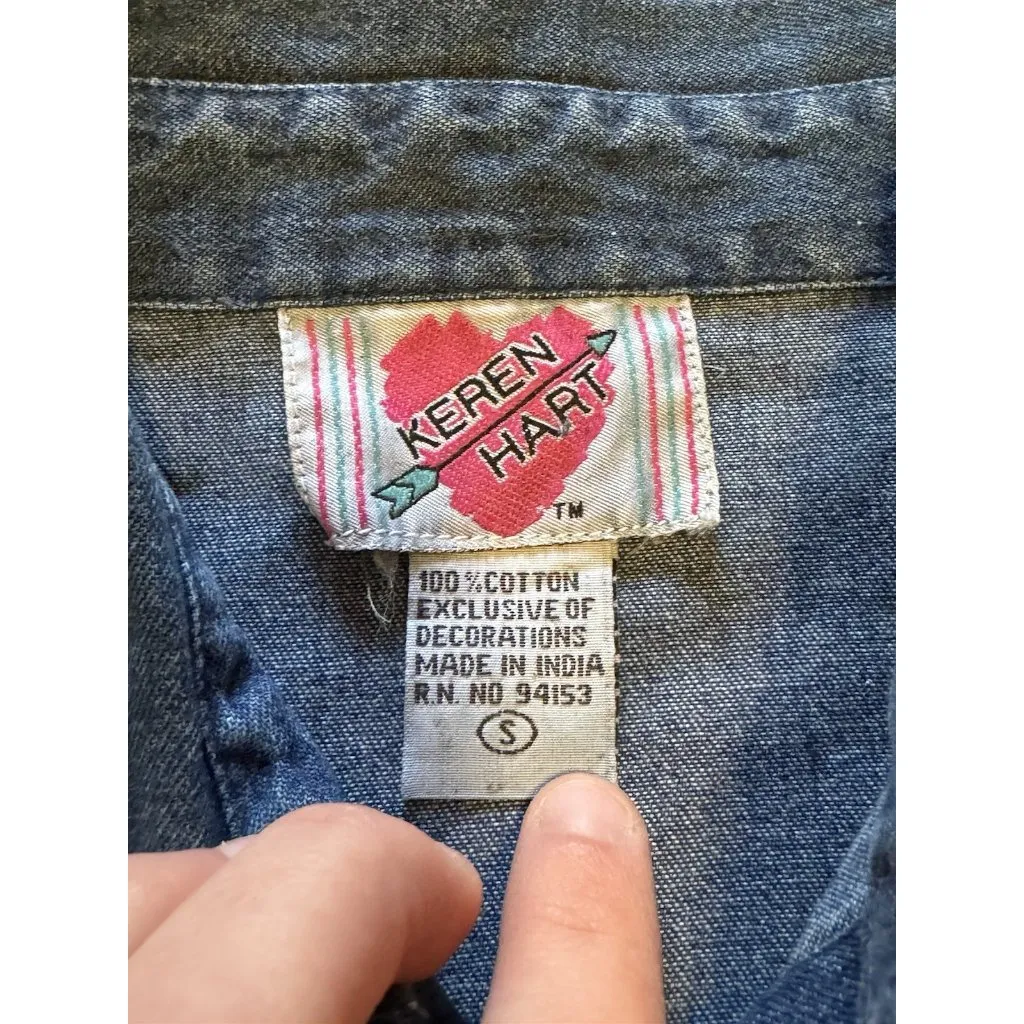 KEREN
HART
TM
100 % COTTON
EXCLUSIVE OF
DECORATIONS
MADE IN INDIA
R.N. NO 94153
S